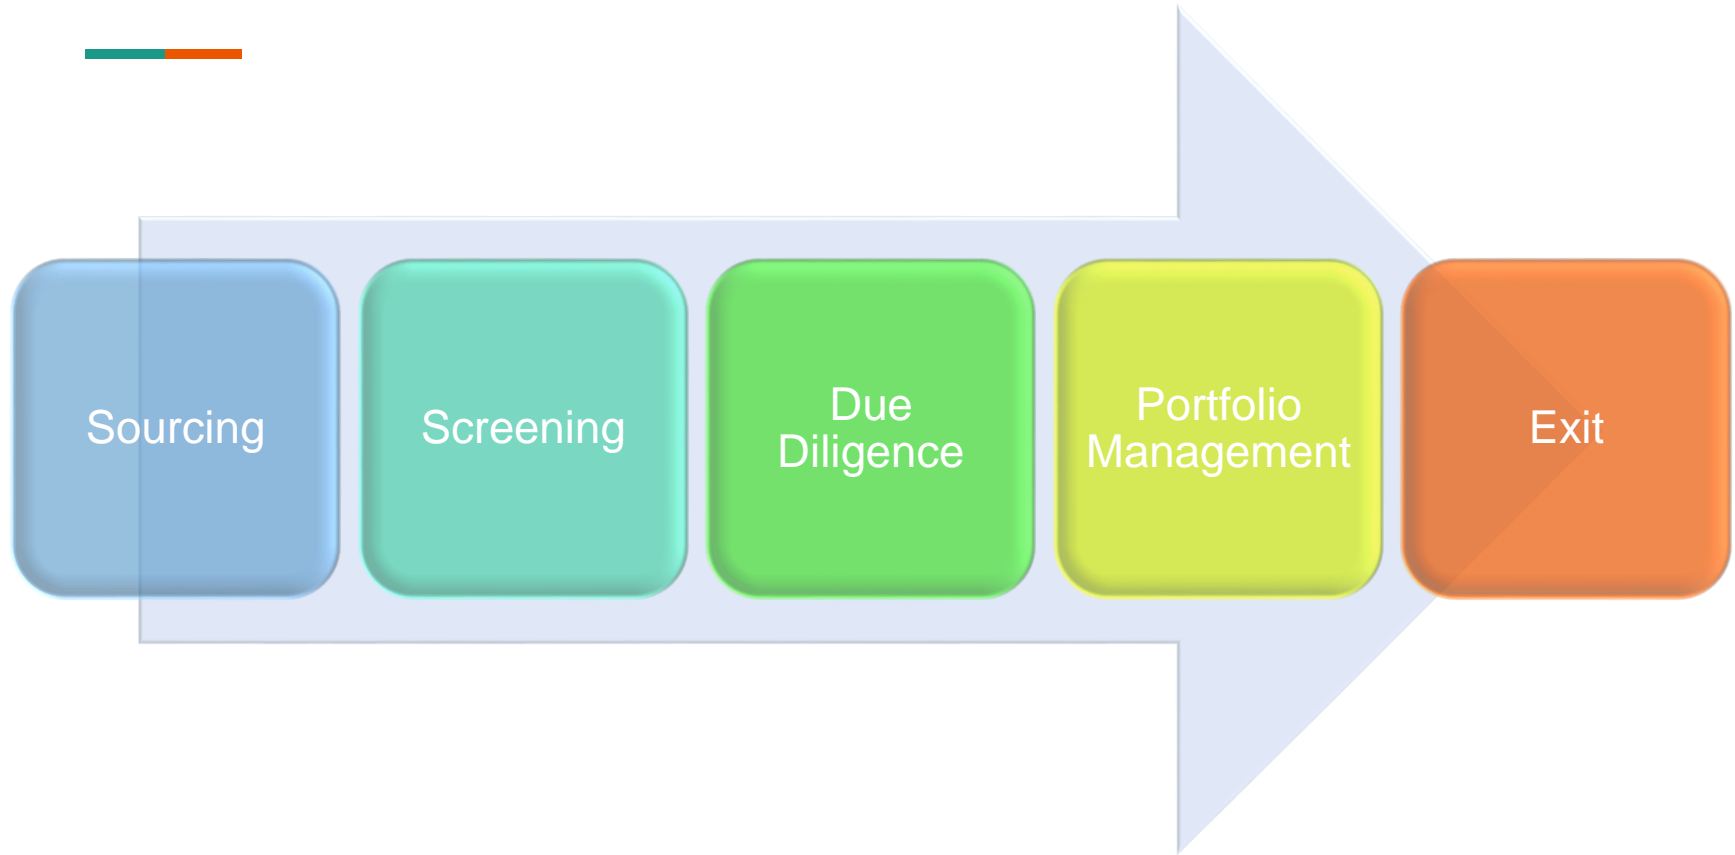 Sourcing
Screening
Due
Diligence
Portfolio
Management
Exit